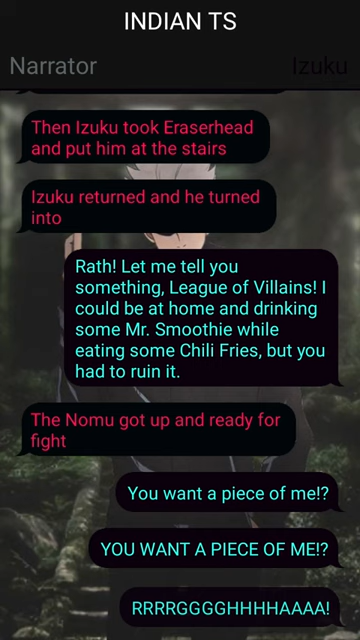 INDIAN TS
Narrator
Izuku
Then Izuku took Eraserhead
and put him at the stairs
Izuku returned and he turned
into
Rath! Let me tell you
something, League of Villains! I
could be at home and drinking
some Mr. Smoothie while
eating some Chili Fries, but you
had to ruin it.
The Nomu got up and ready for
fight
You want a piece of me!?
YOU WANT A PIECE OF ME!?
RRRRGGGGHHHHAAAA!